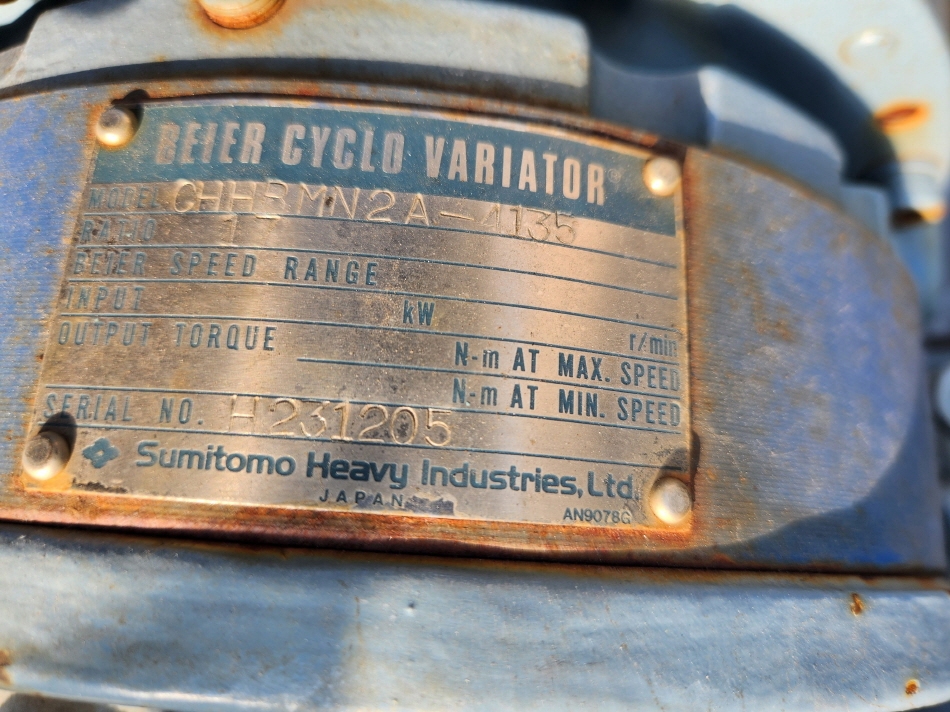 BEIER CYCLO VARIATOR®
MODEL CHHBMN2A-4135
RATIO
BEIER SPEED RANGE
INPUT kW r/min
OUTPUT TORQUE N-m AT MAX. SPEED
N-m AT MIN. SPEED
SERIAL NO. H231205
Sumitomo Heavy Industries, Ltd.
JAPAN
AN9078G